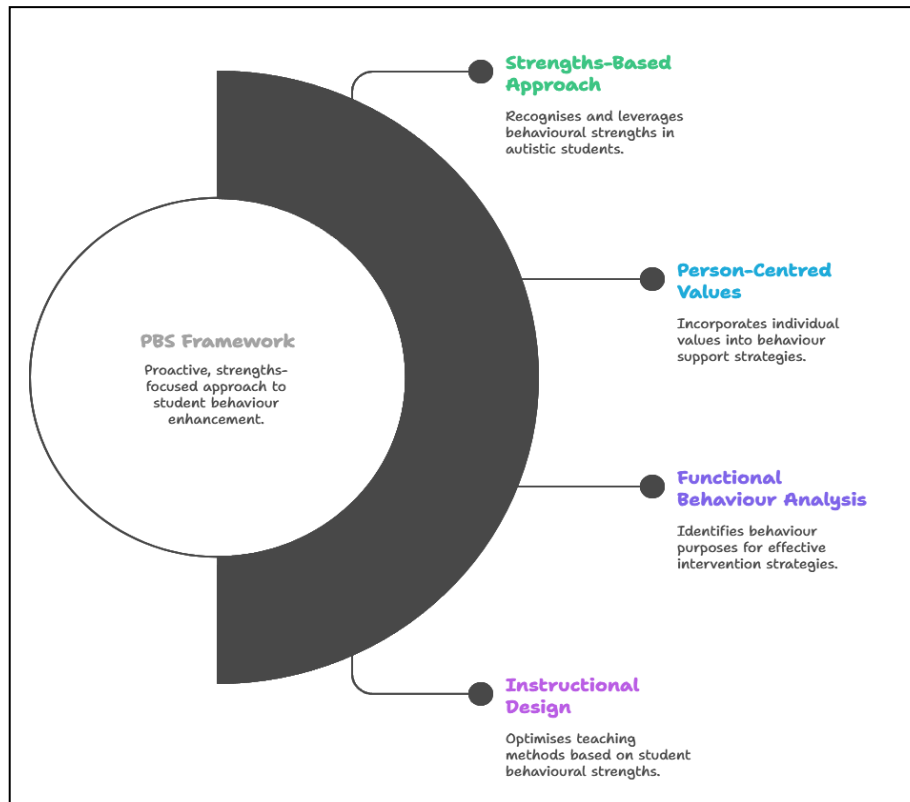 Strengths-Based
Approach
Recognises and leverages
behavioural strengths in
autistic students.
Person-Centred
Values
Incorporates individual
values into behaviour
support strategies.
PBS Framework
Proactive, strengths-
focused approach to
student behaviour
enhancement.
Functional
Behaviour Analysis
Identifies behaviour
purposes for effective
intervention strategies.
Instructional
Design
Optimises teaching
methods based on student
behavioural strengths.